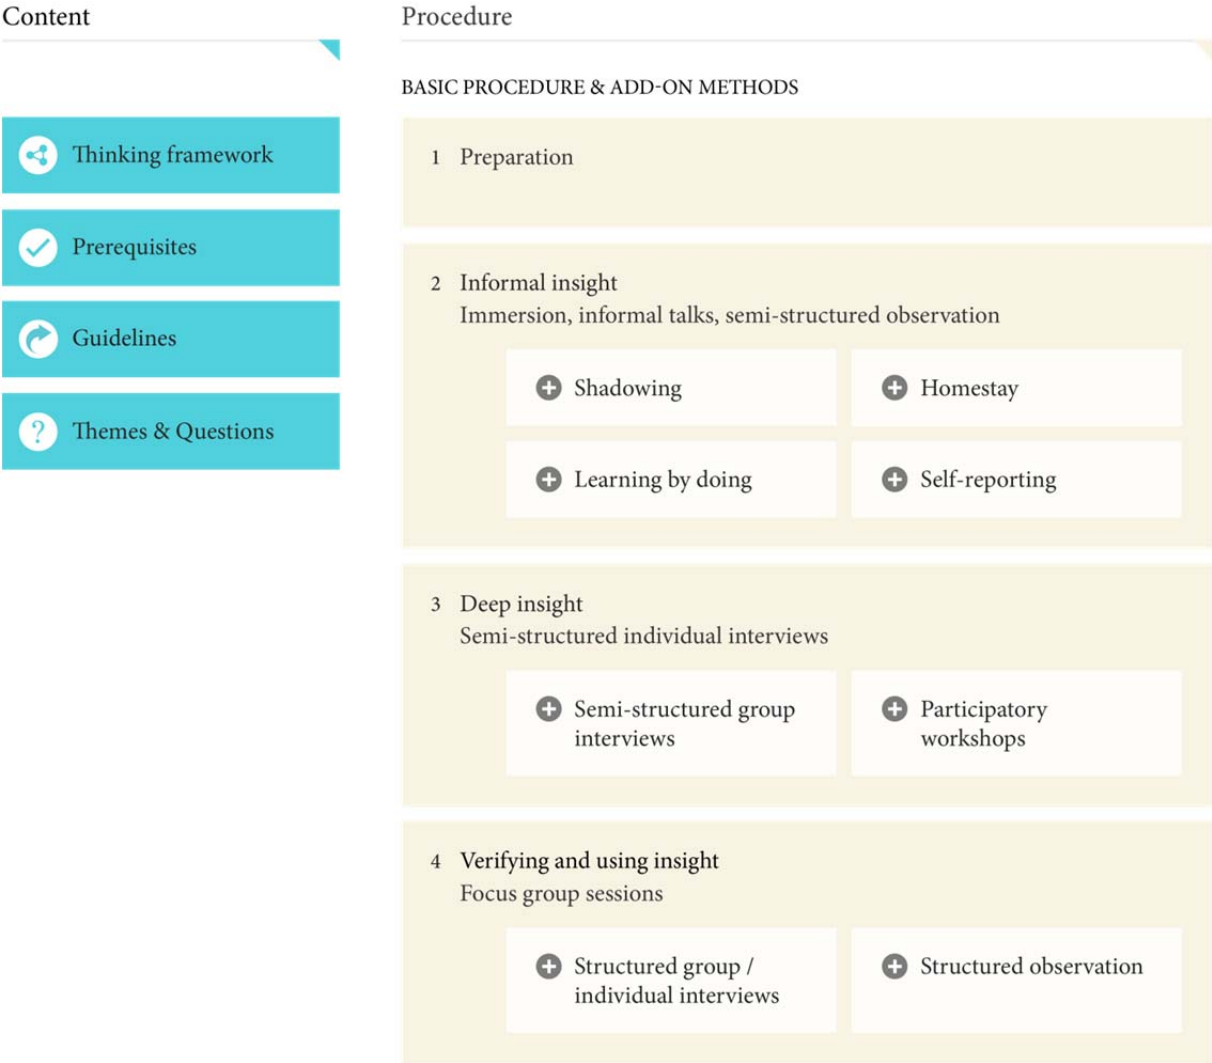 Content
Thinking framework
Prerequisites
Guidelines
? Themes & Questions
Procedure
BASIC PROCEDURE & ADD-ON METHODS
1 Preparation
2 Informal insight
Immersion, informal talks, semi-structured observation
Shadowing
Homestay
Learning by doing
Self-reporting
3 Deep insight
Semi-structured individual interviews
Semi-structured group
interviews
Participatory
workshops
4 Verifying and using insight
Focus group sessions
Structured group /
individual interviews
Structured observation